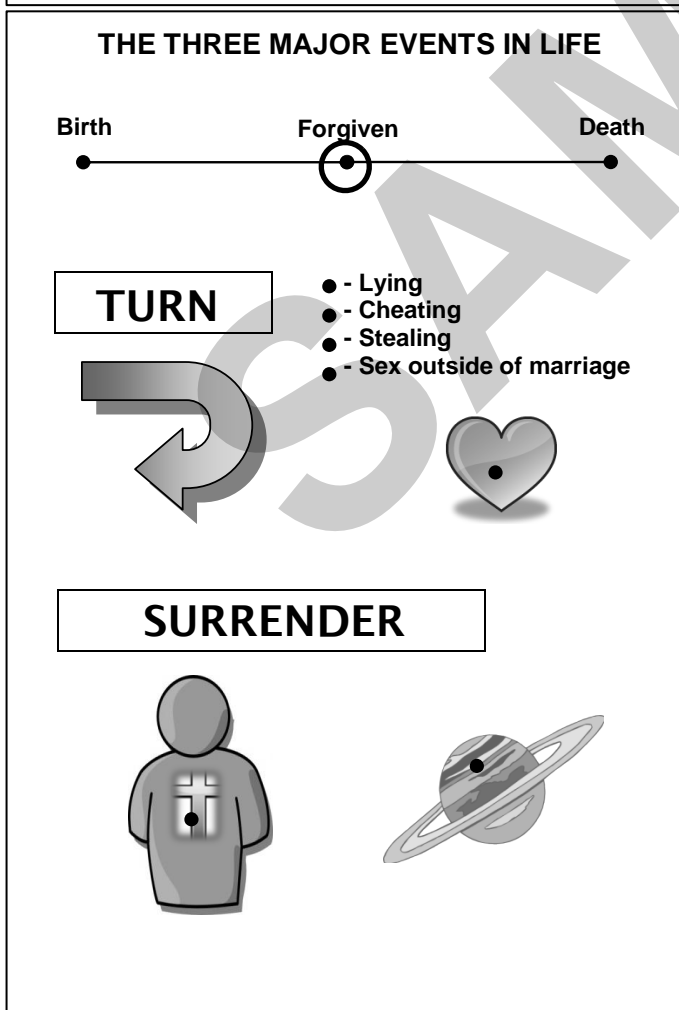 THE THREE MAJOR EVENTS IN LIFE
Birth Forgiven Death
TURN
- Lying
- Cheating
- Stealing
- Sex outside of marriage
SURRENDER
SAM